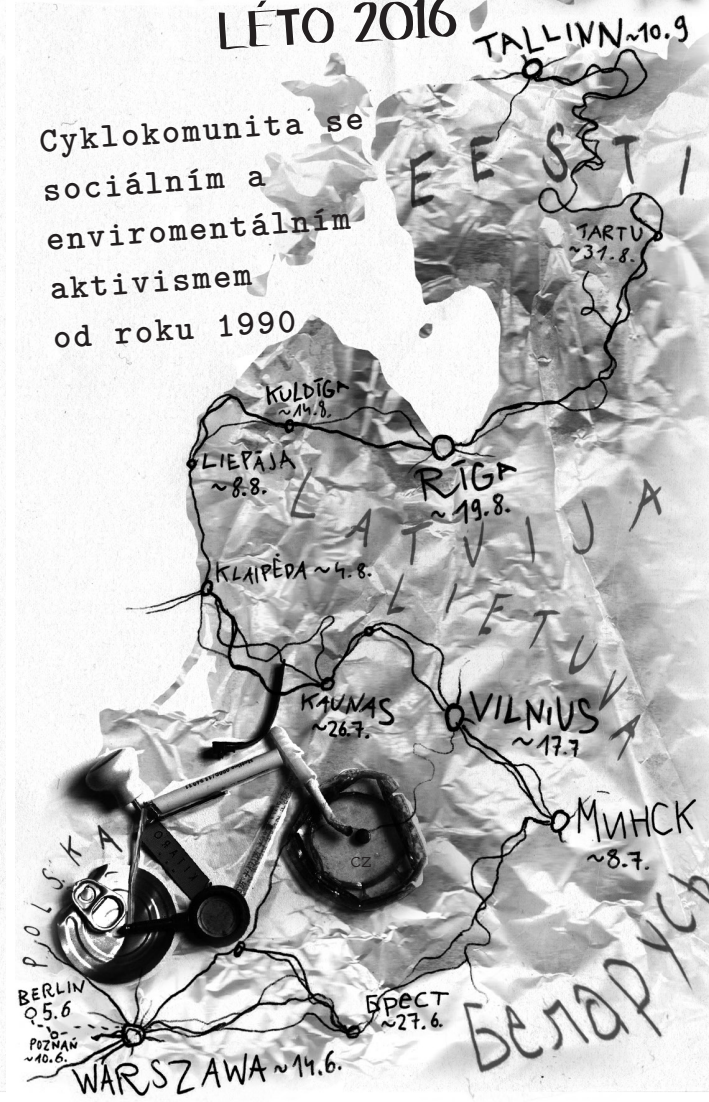 LÉTO 2016
TALLINN ~10.9
Cyklokomunita se
sociálním a
enviromentálním
aktivismem
od roku 1990
EESTI
TARTU
~31.8.
KULDĪGA
~14.8.
LIEPĀJA
~8.8.
RĪGA
~19.8.
LATVIJA
KLAIPĖDA ~4.8.
LIETUVA
KAUNAS
~26.7.
VILNIUS
~17.7
МИНСК
~8.7.
CZ
POLSKA
БеларусЬ
BERLIN
5.6
POZNAŃ
~10.6.
Брест
~27.6.
WARSZAWA ~14.6.